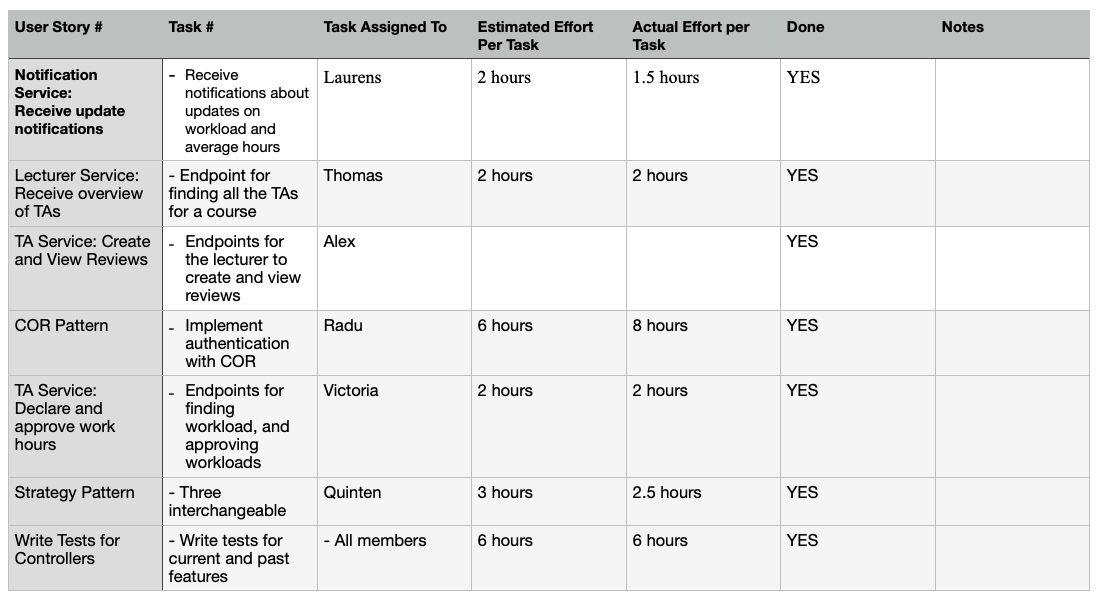 User Story #
Task #
Task Assigned To
Estimated Effort
Per Task
Actual Effort per
Task
Done
Notes
Notification
Service:
Receive update
notifications
- Receive
notifications about
updates on
workload and
average hours
Laurens
2 hours
1.5 hours
YES
Lecturer Service:
Receive overview
of TAs
- Endpoint for
finding all the TAs
for a course
Thomas
2 hours
2 hours
YES
TA Service: Create
and View Reviews
- Endpoints for
the lecturer to
create and view
reviews
Alex
YES
COR Pattern
- Implement
authentication
with COR
Radu
6 hours
8 hours
YES
TA Service:
Declare and
approve work
hours
- Endpoints for
finding
workload, and
approving
workloads
Victoria
2 hours
2 hours
YES
Strategy Pattern
- Three
interchangeable
Quinten
3 hours
2.5 hours
YES
Write Tests for
Controllers
- Write tests for
current and past
features
- All members
6 hours
6 hours
YES